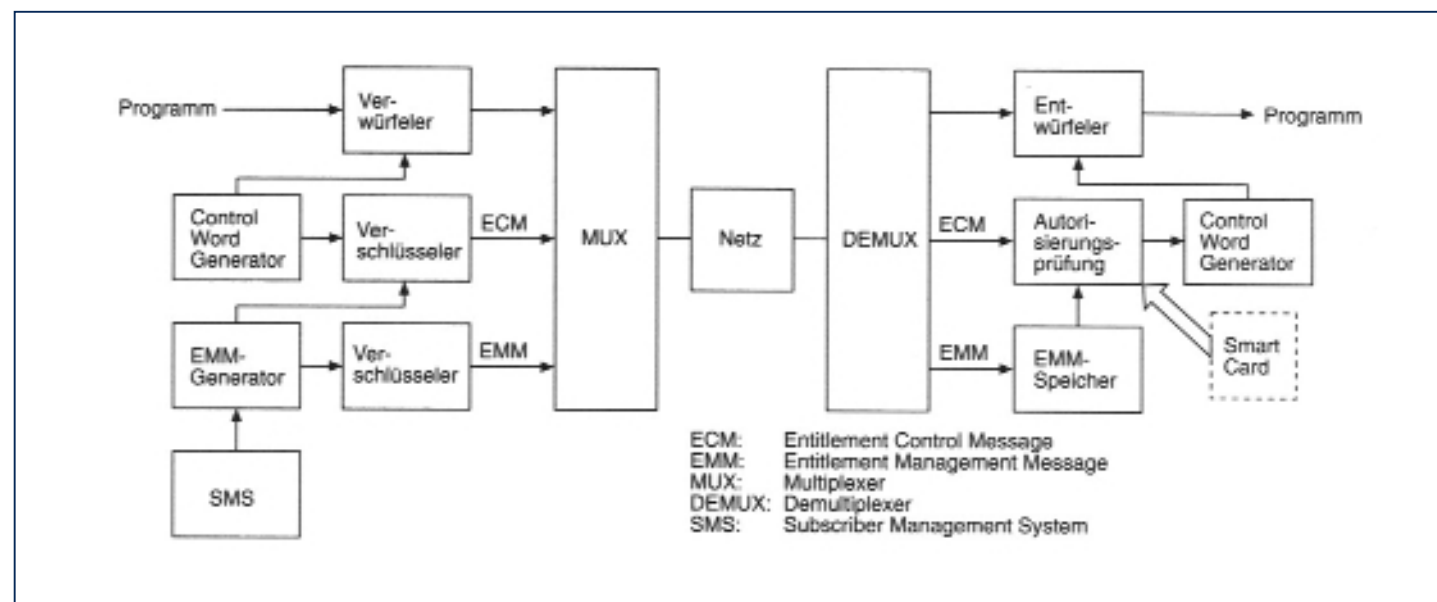 Programm
Ver-
würfeler
Ent-
würfeler
Programm
Control
Word
Generator
Ver-
schlüsseler
ECM
MUX
Netz
DEMUX
ECM
Autori-
sierungs-
prüfung
Control
Word
Generator
EMM-
Generator
Ver-
schlüsseler
EMM
EMM
EMM-
Speicher
Smart
Card
SMS
ECM: Entitlement Control Message
EMM: Entitlement Management Message
MUX: Multiplexer
DEMUX: Demultiplexer
SMS: Subscriber Management System